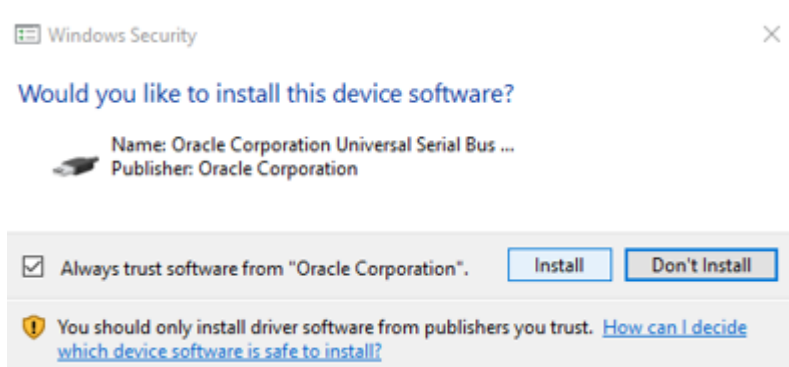 Windows Security
Would you like to install this device software?
Name: Oracle Corporation Universal Serial Bus ...
Publisher: Oracle Corporation
Always trust software from "Oracle Corporation".
Install
Don't Install
You should only install driver software from publishers you trust. How can I decide
which device software is safe to install?